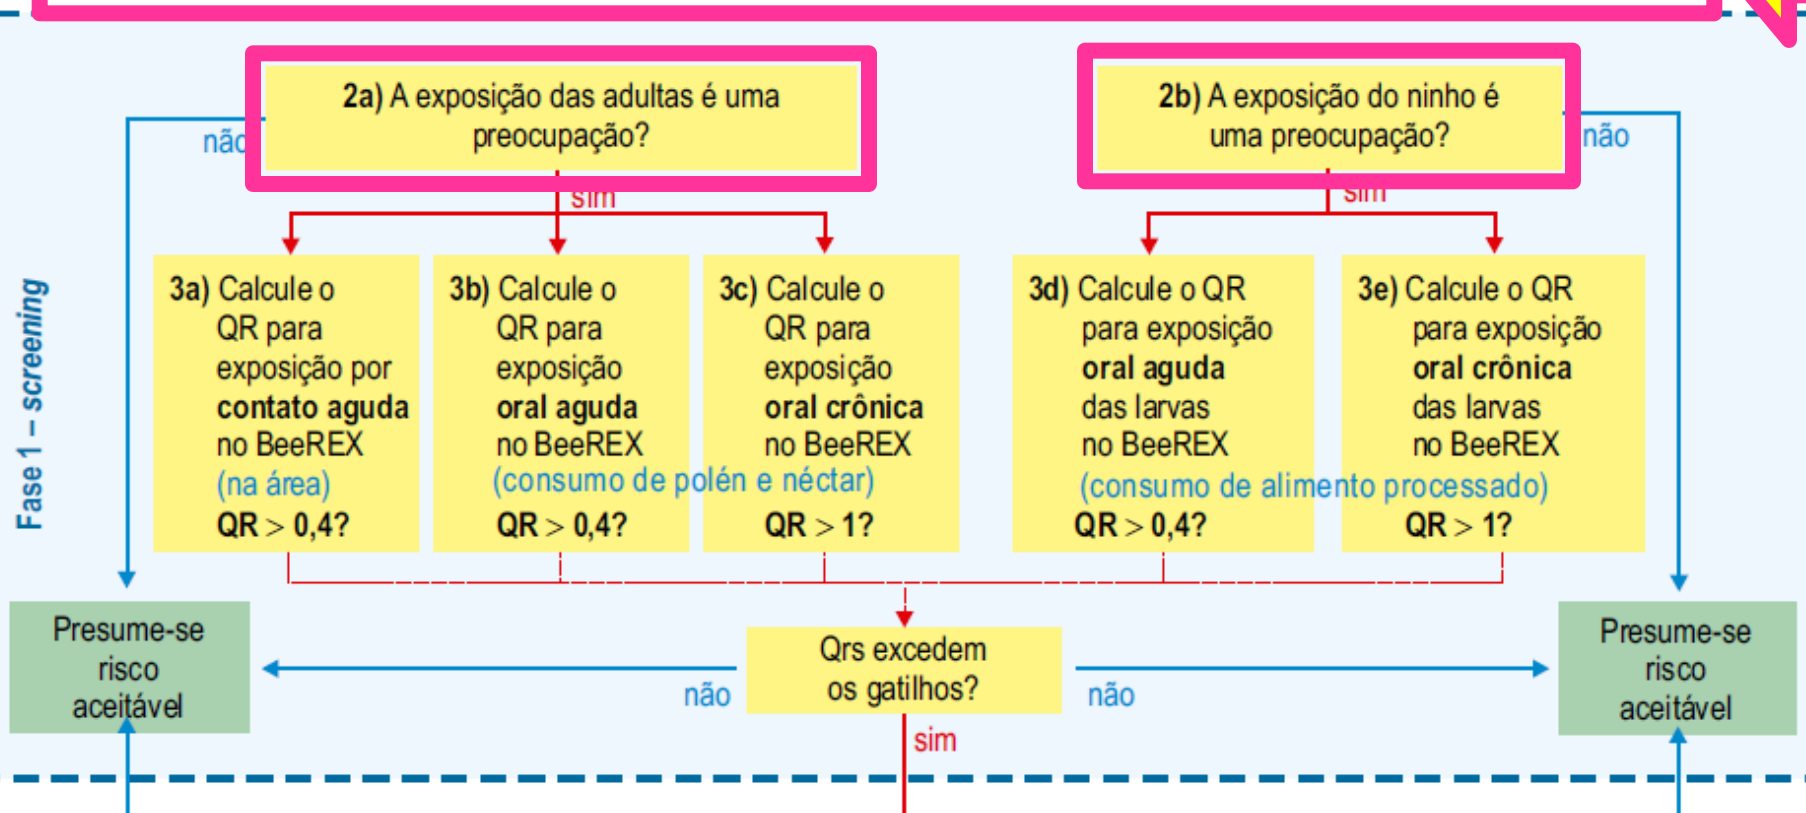 2a) A exposição das adultas é uma
preocupação?
2b) A exposição do ninho é
uma preocupação?
não
não
sim
sim
Fase 1 – screening
3a) Calcule o
QR para
exposição por
contato aguda
no BeeREX
(na área)
QR > 0,4?
3b) Calcule o
QR para
exposição
oral aguda
no BeeREX
3c) Calcule o
QR para
exposição
oral crônica
no BeeREX
(consumo de polén e néctar)
QR > 0,4?
QR > 1?
3d) Calcule o QR
para exposição
oral aguda
das larvas
no BeeREX
3e) Calcule o QR
para exposição
oral crônica
das larvas
no BeeREX
(consumo de alimento processado)
QR > 0,4?
QR > 1?
Presume-se
risco
aceitável
não
Qrs excedem
os gatilhos?
não
sim
Presume-se
risco
aceitável